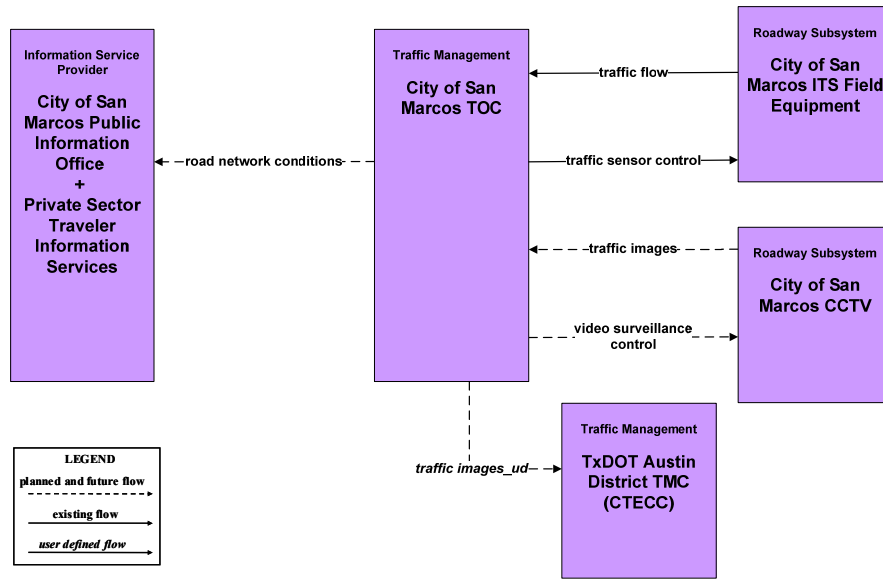 Information Service
Provider
City of San
Marcos Public
Information
Office
+
Private Sector
Traveler
Information
Services
road network conditions
Traffic Management
City of San
Marcos TOC
traffic flow
traffic sensor control
traffic images
video surveillance
control
Roadway Subsystem
City of San
Marcos ITS Field
Equipment
Roadway Subsystem
City of San
Marcos CCTV
traffic images_ud
Traffic Management
TxDOT Austin
District TMC
(CTECC)
LEGEND
planned and future flow
existing flow
user defined flow